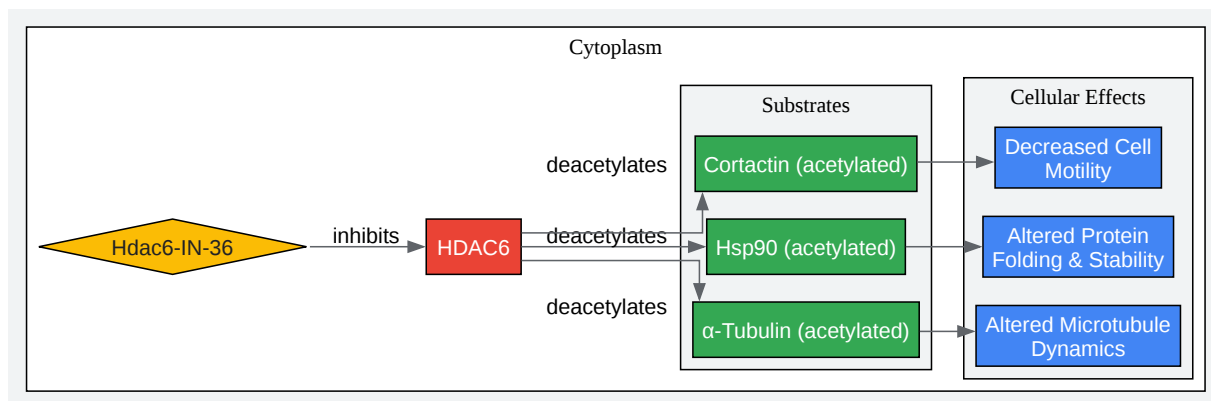 Cytoplasm
Substrates
Cellular Effects
Hdac6-IN-36
inhibits
HDAC6
deacetylates
deacetylates
deacetylates
Cortactin (acetylated)
Hsp90 (acetylated)
α-Tubulin (acetylated)
Decreased Cell
Motility
Altered Protein
Folding & Stability
Altered Microtubule
Dynamics